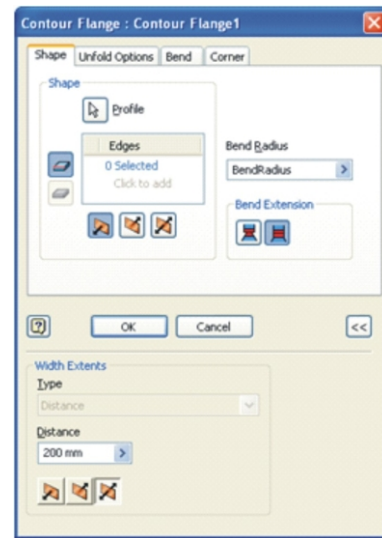 Contour Flange : Contour Flange1
Shape
Unfold Options
Bend
Corner
Shape
Profile
Edges
0 Selected
Click to add
Bend Radius
BendRadius
Bend Extension
OK
Cancel
<<
Width Extents
Type
Distance
Distance
200 mm